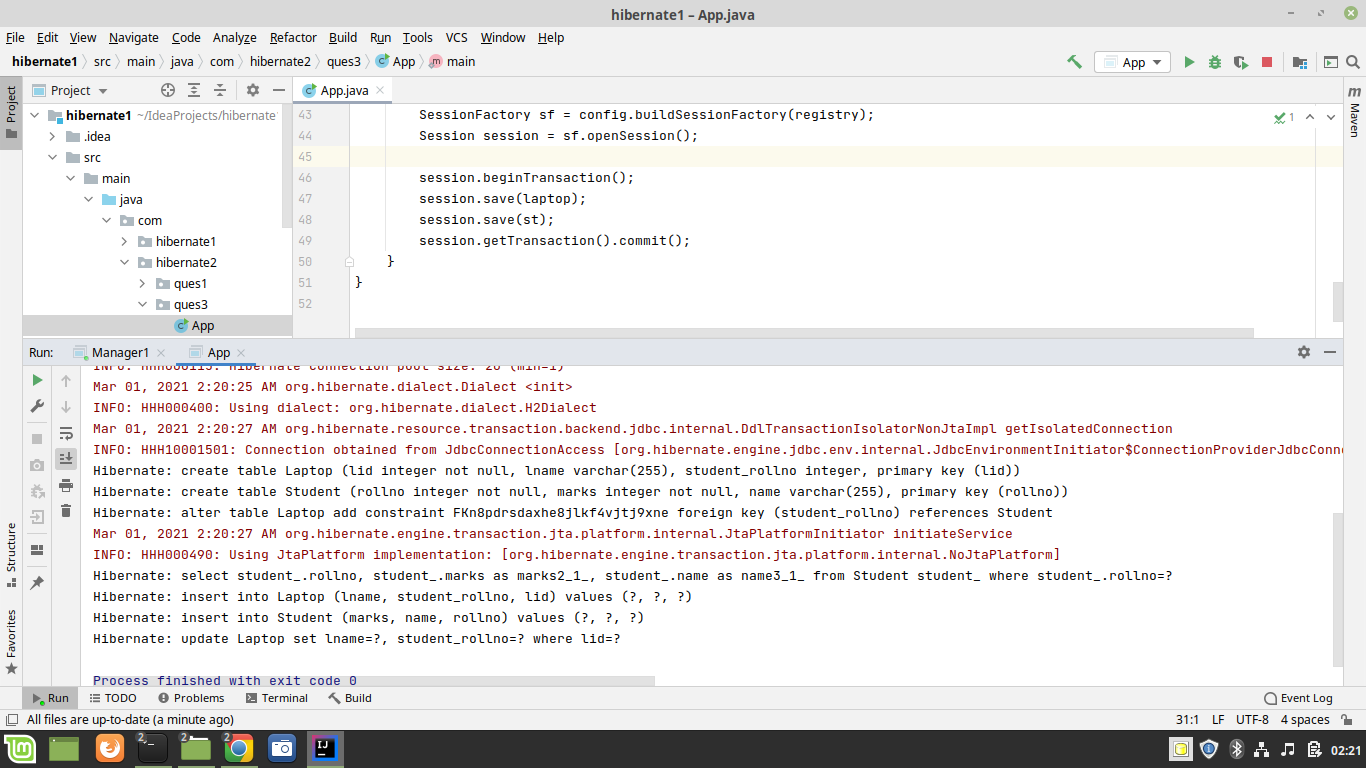 hibernate1 – App.java
File Edit View Navigate Code Analyze Refactor Build Run Tools VCS Window Help
hibernate1 src main java com hibernate2 ques3 App main
App
Project
App.java
Project
Maven
hibernate1 ~/IdeaProjects/hibernate
.idea
src
main
java
com
hibernate1
hibernate2
ques1
ques3
App
43 SessionFactory sf = config.buildSessionFactory(registry);
1
44 Session session = sf.openSession();
45
46 session.beginTransaction();
47 session.save(laptop);
48 session.save(st);
49 session.getTransaction().commit();
50 }
51 }
52
Run: Manager1 App
INFO: HHH000115: Hibernate connection pool size: 20 (min=1)
Mar 01, 2021 2:20:25 AM org.hibernate.dialect.Dialect <init>
INFO: HHH000400: Using dialect: org.hibernate.dialect.H2Dialect
Mar 01, 2021 2:20:27 AM org.hibernate.resource.transaction.backend.jdbc.internal.DdlTransactionIsolatorNonJtaImpl getIsolatedConnection
INFO: HHH10001501: Connection obtained from JdbcConnectionAccess [org.hibernate.engine.jdbc.env.internal.JdbcEnvironmentInitiator$ConnectionProviderJdbcConne
Hibernate: create table Laptop (lid integer not null, lname varchar(255), student_rollno integer, primary key (lid))
Hibernate: create table Student (rollno integer not null, marks integer not null, name varchar(255), primary key (rollno))
Hibernate: alter table Laptop add constraint FKn8pdrsdaxhe8jlkf4vjtj9xne foreign key (student_rollno) references Student
Mar 01, 2021 2:20:27 AM org.hibernate.engine.transaction.jta.platform.internal.JtaPlatformInitiator initiateService
INFO: HHH000490: Using JtaPlatform implementation: [org.hibernate.engine.transaction.jta.platform.internal.NoJtaPlatform]
Hibernate: select student_.rollno, student_.marks as marks2_1_, student_.name as name3_1_ from Student student_ where student_.rollno=?
Hibernate: insert into Laptop (lname, student_rollno, lid) values (?, ?, ?)
Hibernate: insert into Student (marks, name, rollno) values (?, ?, ?)
Hibernate: update Laptop set lname=?, student_rollno=? where lid=?
Process finished with exit code 0
Structure
Favorites
Run TODO Problems Terminal Build Event Log
All files are up-to-date (a minute ago) 31:1 LF UTF-8 4 spaces
2 2 2 IJ 02:21